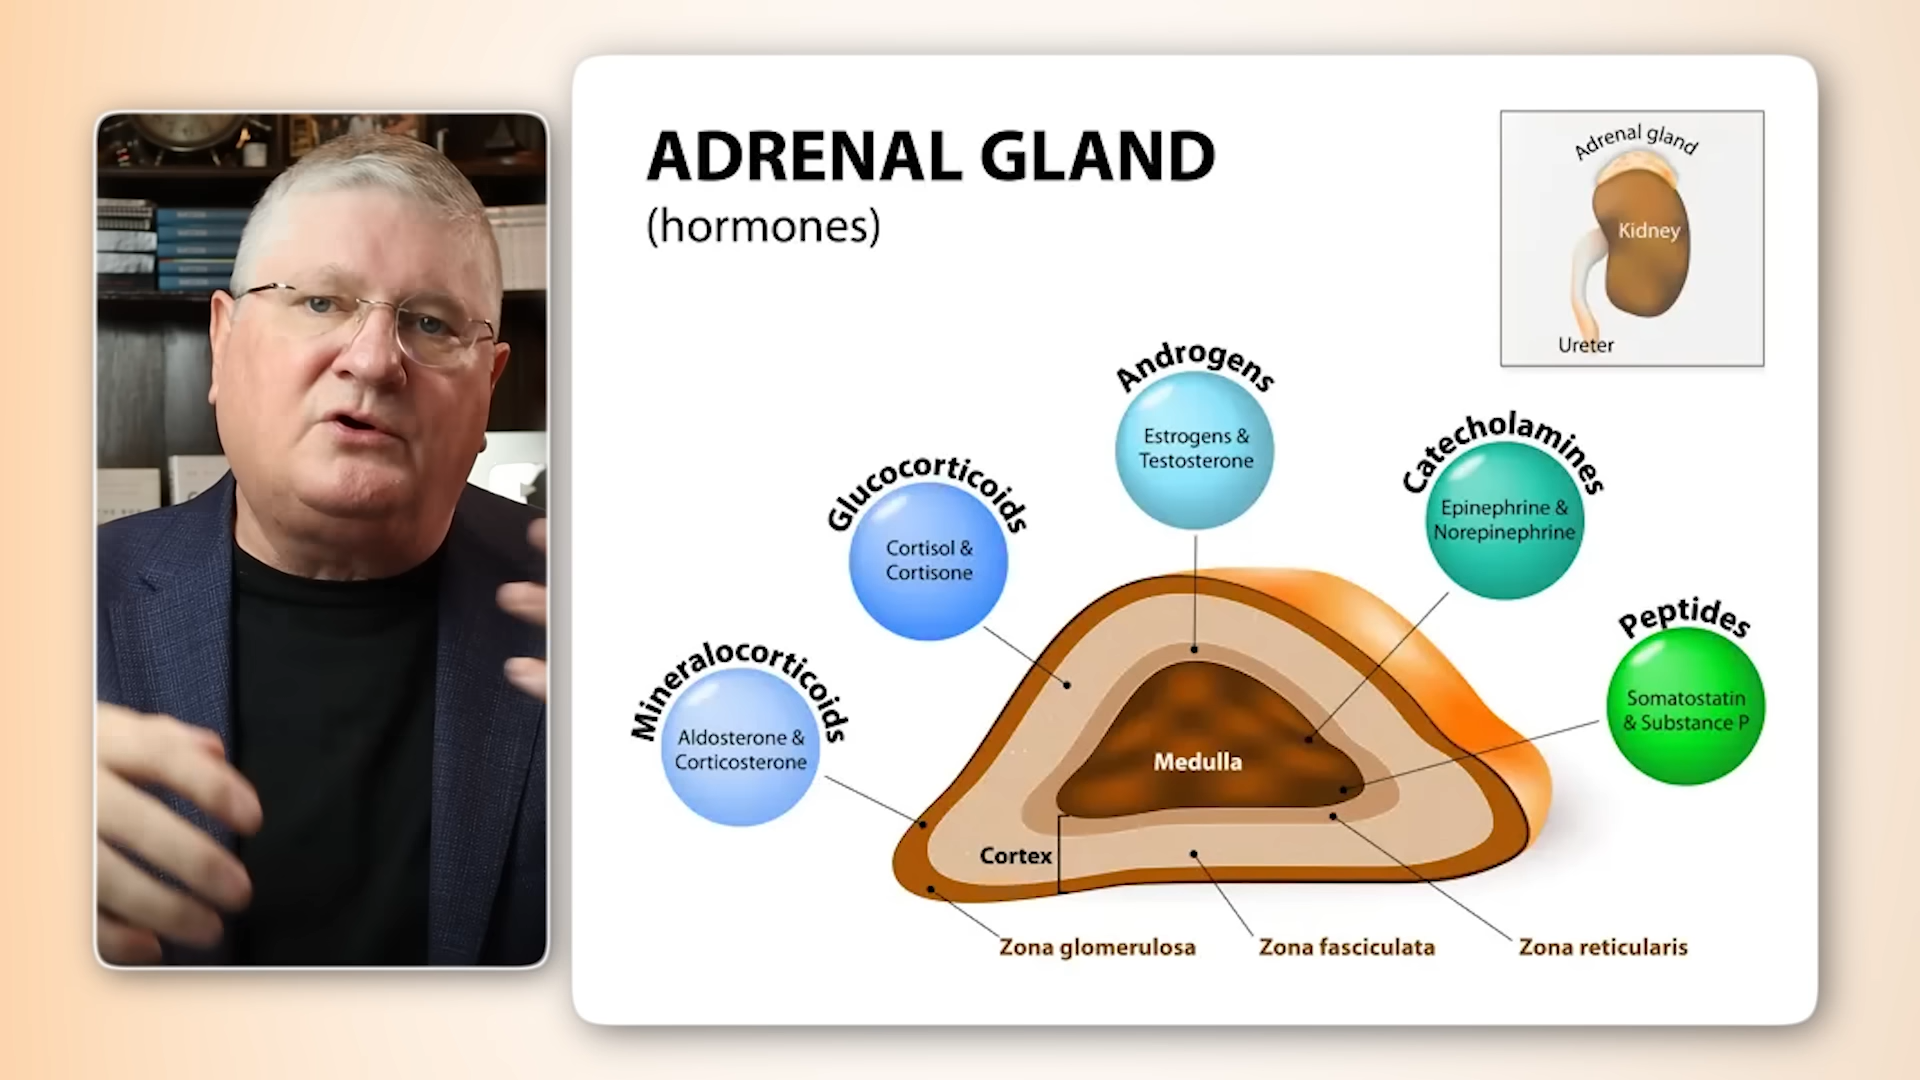 ADRENAL GLAND
(hormones)
Adrenal gland
Kidney
Ureter
Androgens
Estrogens &
Testosterone
Catecholamines
Epinephrine &
Norepinephrine
Glucocorticoids
Cortisol &
Cortisone
Peptides
Somatostatin
& Substance P
Mineralocorticoids
Aldosterone &
Corticosterone
Medulla
Cortex
Zona glomerulosa
Zona fasciculata
Zona reticularis